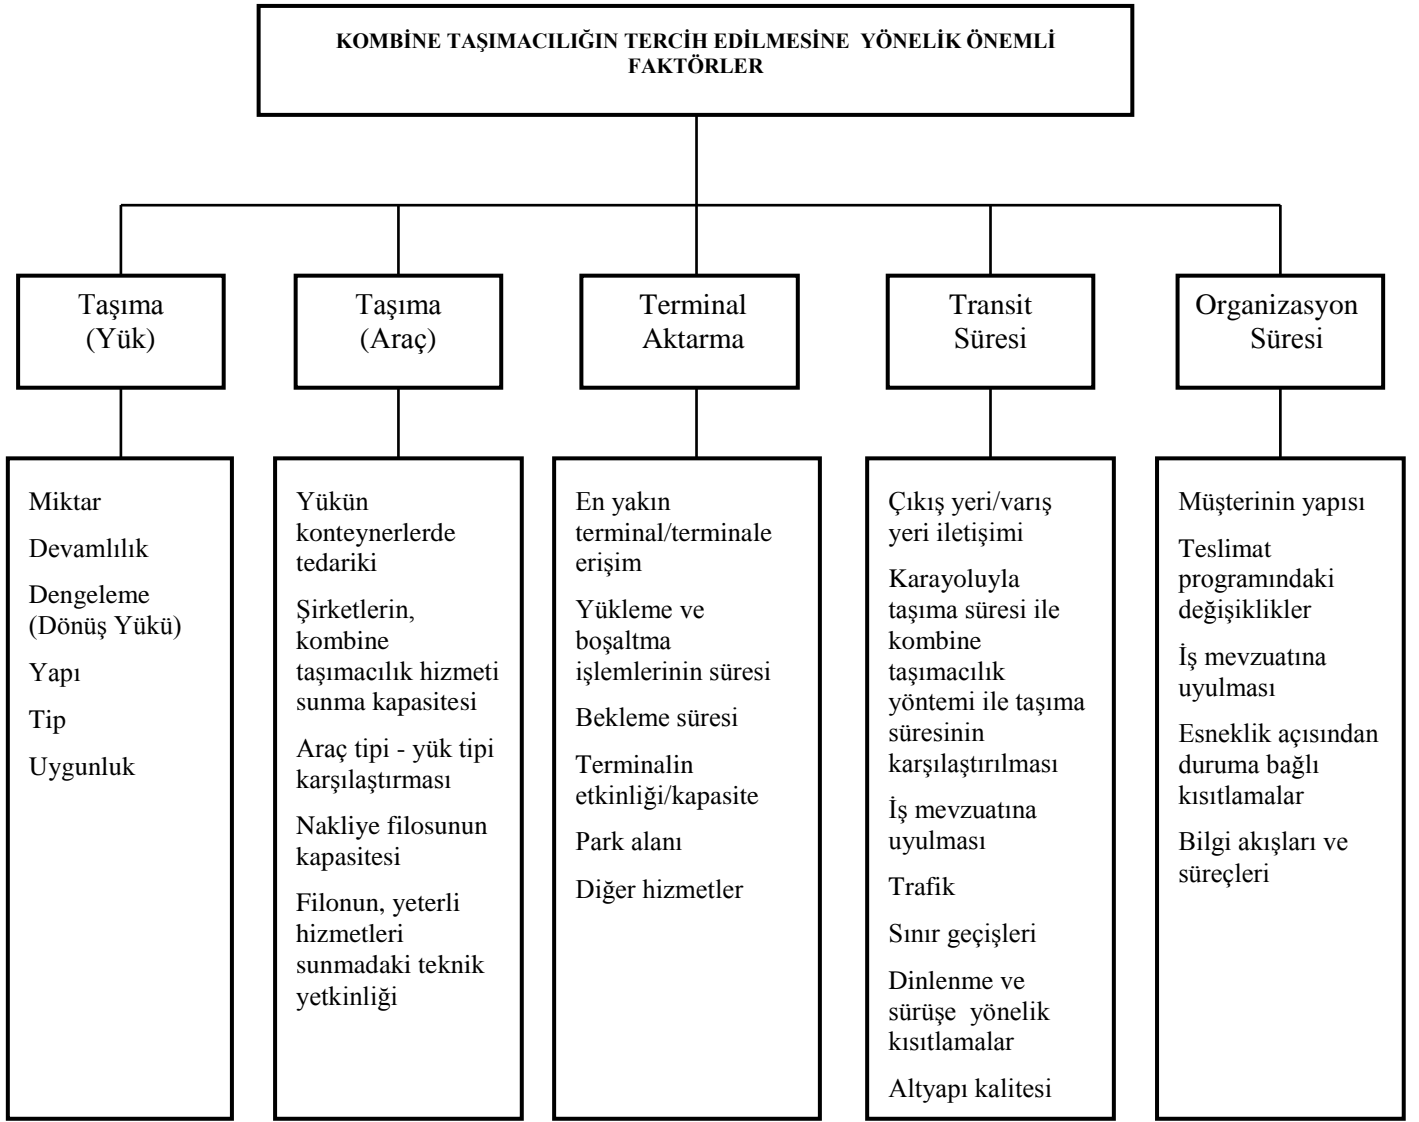 KOMBİNE TAŞIMACILIĞIN TERCİH EDİLMESİNE YÖNELİK ÖNEMLİ
FAKTÖRLER
Taşıma
(Yük)
Taşıma
(Araç)
Terminal
Aktarma
Transit
Süresi
Organizasyon
Süresi
Miktar
Devamlılık
Dengeleme
(Dönüş Yükü)
Yapı
Tip
Uygunluk
Yükün
konteynerlerde
tedariki
Şirketlerin,
kombine
taşımacılık hizmeti
sunma kapasitesi
Araç tipi - yük tipi
karşılaştırması
Nakliye filosunun
kapasitesi
Filonun, yeterli
hizmetleri
sunmadaki teknik
yetkinliği
En yakın
terminal/terminale
erişim
Yükleme ve
boşaltma
işlemlerinin süresi
Bekleme süresi
Terminalin
etkinliği/kapasite
Park alanı
Diğer hizmetler
Çıkış yeri/varış
yeri iletişimi
Karayoluyla
taşıma süresi ile
kombine
taşımacılık
yöntemi ile taşıma
süresinin
karşılaştırılması
İş mevzuatına
uyulması
Trafik
Sınır geçişleri
Dinlenme ve
sürüşe yönelik
kısıtlamalar
Altyapı kalitesi
Müşterinin yapısı
Teslimat
programındaki
değişiklikler
İş mevzuatına
uyulması
Esneklik açısından
duruma bağlı
kısıtlamalar
Bilgi akışları ve
süreçleri